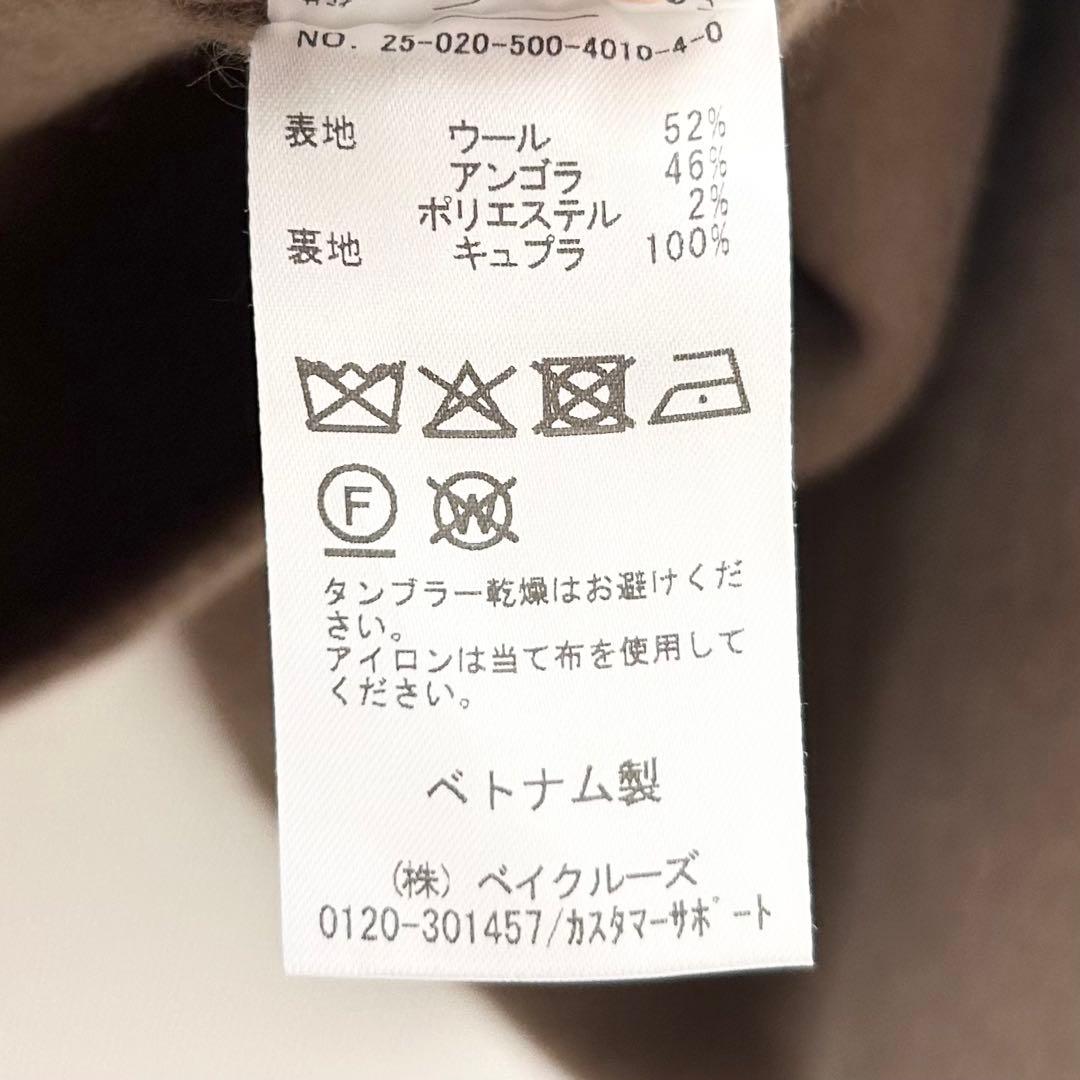 NO. 25-020-500-4010-4-0
表地 ウール 52%
アンゴラ 46%
ポリエステル 2%
裏地 キュプラ 100%
F W
タンブラー乾燥はお避けくだ
さい。
アイロンは当て布を使用して
ください。
ベトナム製
(株) ベイクルーズ
0120-301457/カスタマーサポート